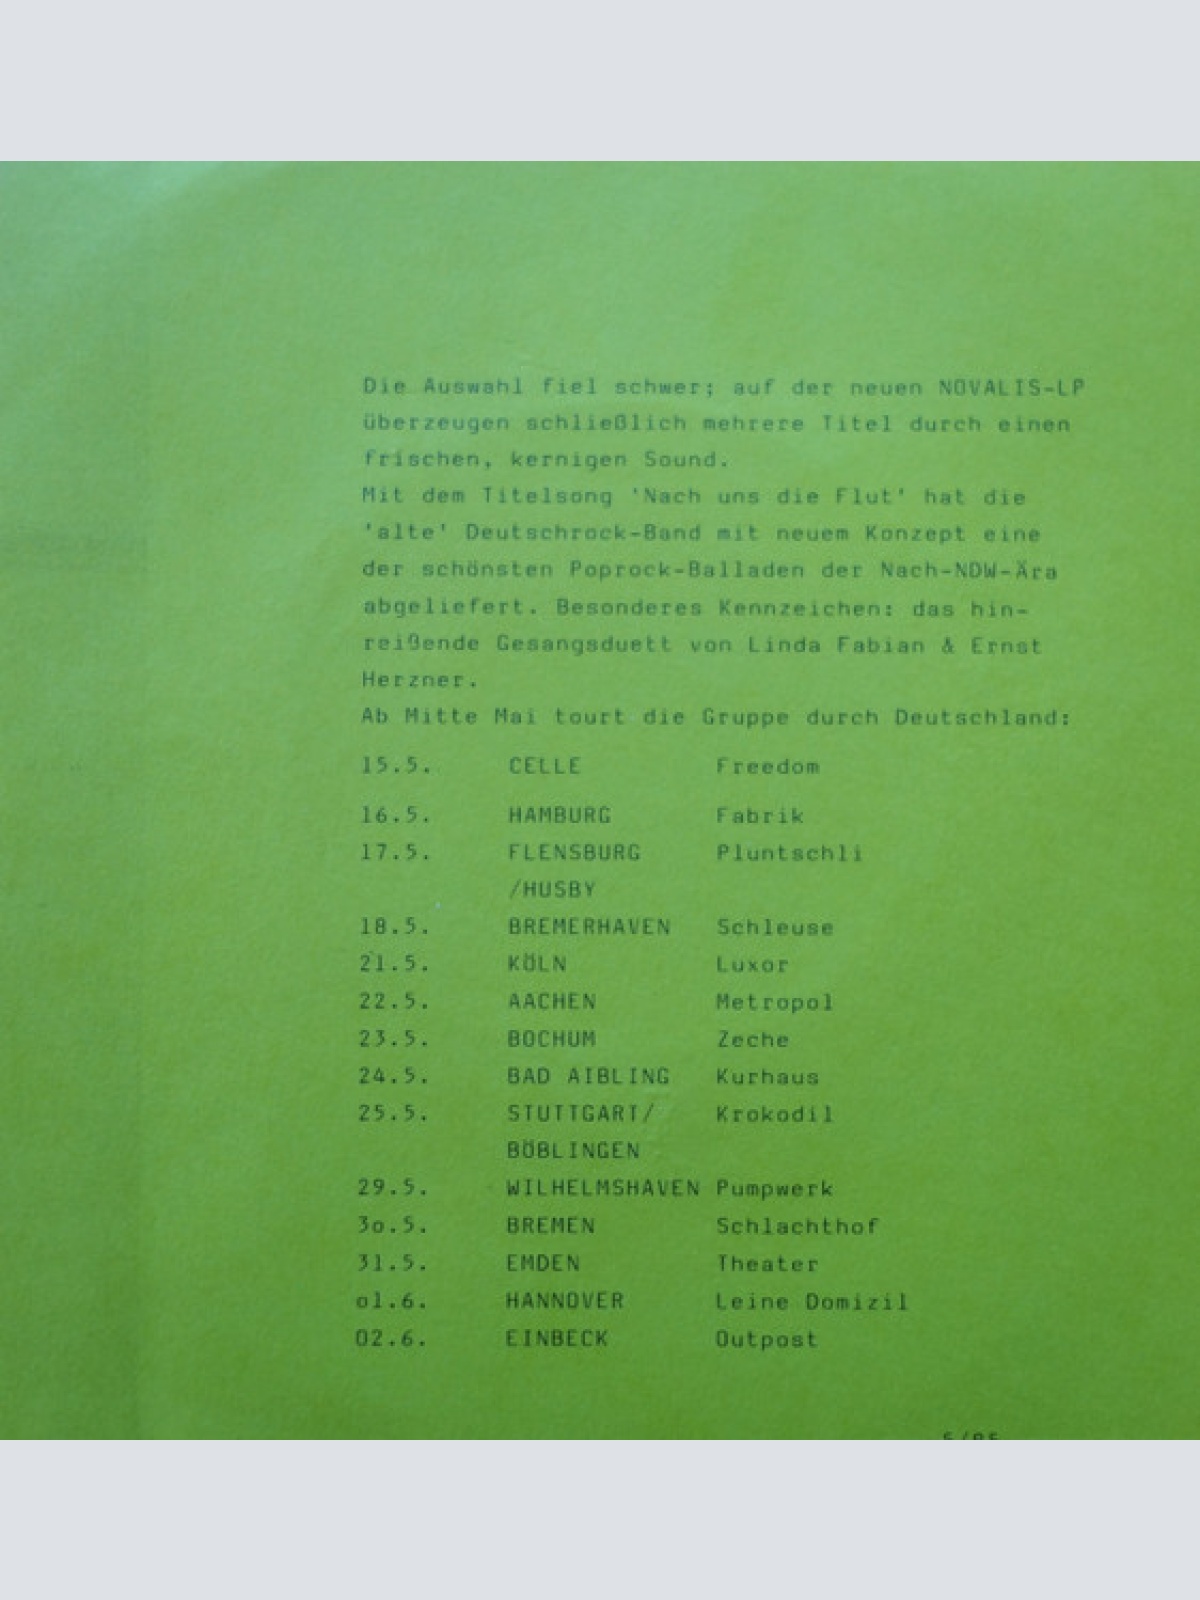 Die Auswahl fiel schwer; auf der neuen NOVALIS-LP
überzeugen schließlich mehrere Titel durch einen
frischen, kernigen Sound.
Mit dem Titelsong 'Nach uns die Flut' hat die
'alte' Deutschrock-Band mit neuem Konzept eine
der schönsten Poprock-Balladen der Nach-NDW-Ära
abgeliefert. Besonderes Kennzeichen: das hin-
reißende Gesangsduett von Linda Fabian & Ernst
Herzner.
Ab Mitte Mai tourt die Gruppe durch Deutschland:
15.5. CELLE Freedom
16.5. HAMBURG Fabrik
17.5. FLENSBURG Pluntschli
/HUSBY
18.5. BREMERHAVEN Schleuse
21.5. KÖLN Luxor
22.5. AACHEN Metropol
23.5. BOCHUM Zeche
24.5. BAD AIBLING Kurhaus
25.5. STUTTGART/ Krokodil
BÖBLINGEN
29.5. WILHELMSHAVEN Pumpwerk
3o.5. BREMEN Schlachthof
31.5. EMDEN Theater
o1.6. HANNOVER Leine Domizil
02.6. EINBECK Outpost